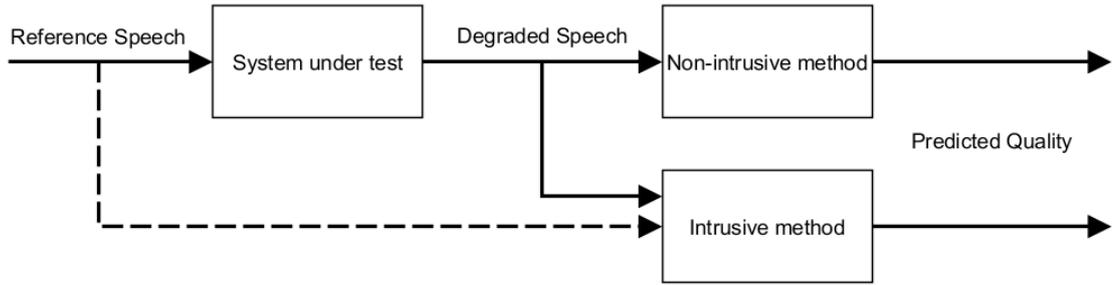 Reference Speech
System under test
Degraded Speech
Non-intrusive method
Predicted Quality
Intrusive method